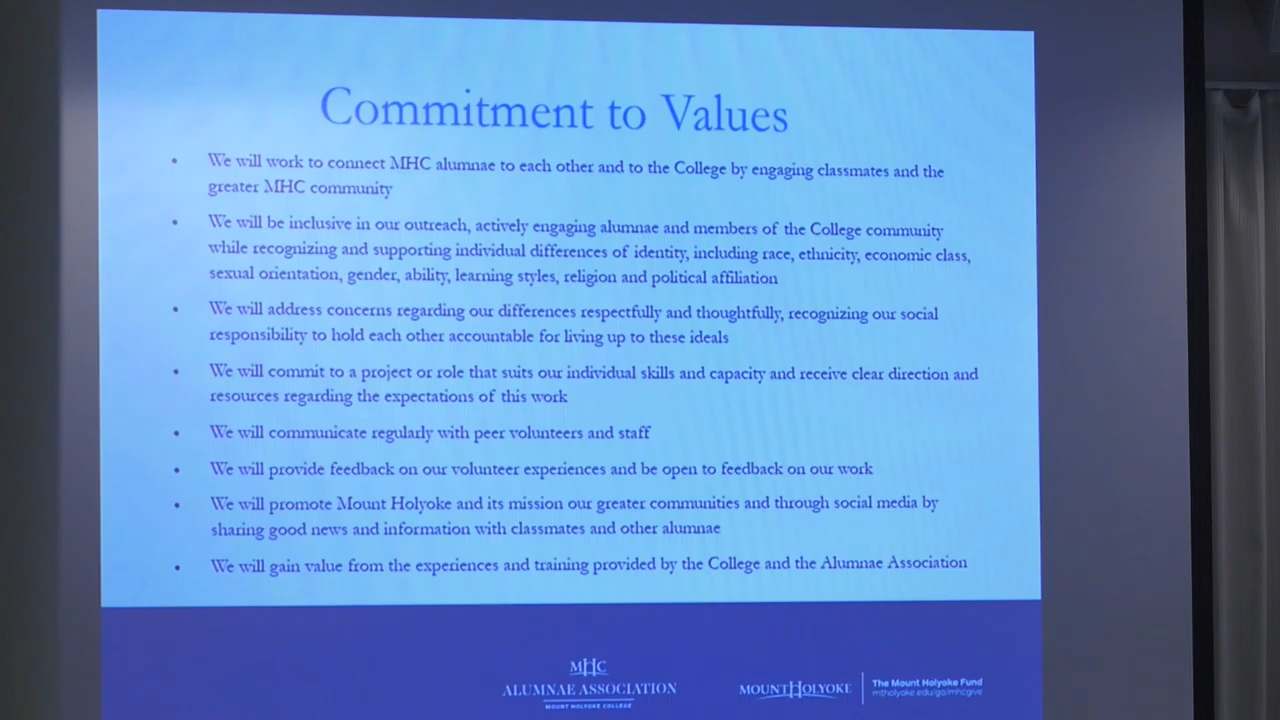 Commitment to Values
• We will work to connect MHC alumnae to each other and to the College by engaging classmates and the
greater MHC community
• We will be inclusive in our outreach, actively engaging alumnae and members of the College community
while recognizing and supporting individual differences of identity, including race, ethnicity, economic class,
sexual orientation, gender, ability, learning styles, religion and political affiliation
• We will address concerns regarding our differences respectfully and thoughtfully, recognizing our social
responsibility to hold each other accountable for living up to these ideals
• We will commit to a project or role that suits our individual skills and capacity and receive clear direction and
resources regarding the expectations of this work
• We will communicate regularly with peer volunteers and staff
• We will provide feedback on our volunteer experiences and be open to feedback on our work
• We will promote Mount Holyoke and its mission our greater communities and through social media by
sharing good news and information with classmates and other alumnae
• We will gain value from the experiences and training provided by the College and the Alumnae Association
MHC
ALUMNAE ASSOCIATION
MOUNT HOLYOKE COLLEGE
MOUNT HOLYOKE
The Mount Holyoke Fund
mtholyoke.edu/go/mhcgive